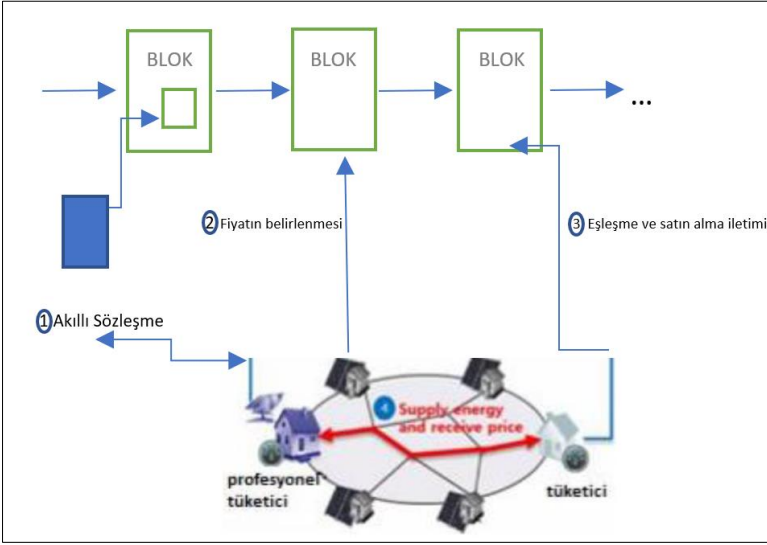 BLOK
BLOK
BLOK
...
2 Fiyatın belirlenmesi
3 Eşleşme ve satın alma iletimi
1 Akıllı Sözleşme
4 Supply energy
and receive price
profesyonel
tüketici
tüketici